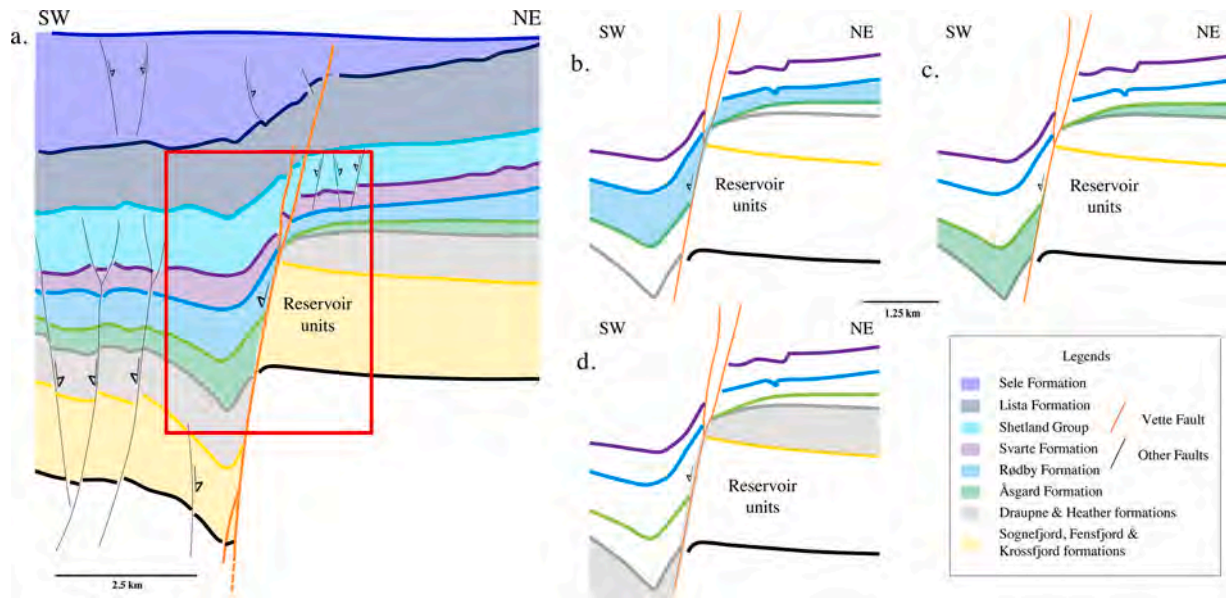 SW
NE
a.
Reservoir
units
2.5 km
SW
NE
b.
Reservoir
units
SW
NE
c.
Reservoir
units
1.25 km
SW
NE
d.
Reservoir
units
Legends
Sele Formation
Lista Formation
Shetland Group
Svarte Formation
Rødby Formation
Åsgard Formation
Draupne & Heather formations
Sognefjord, Fensfjord &
Krossfjord formations
Vette Fault
Other Faults